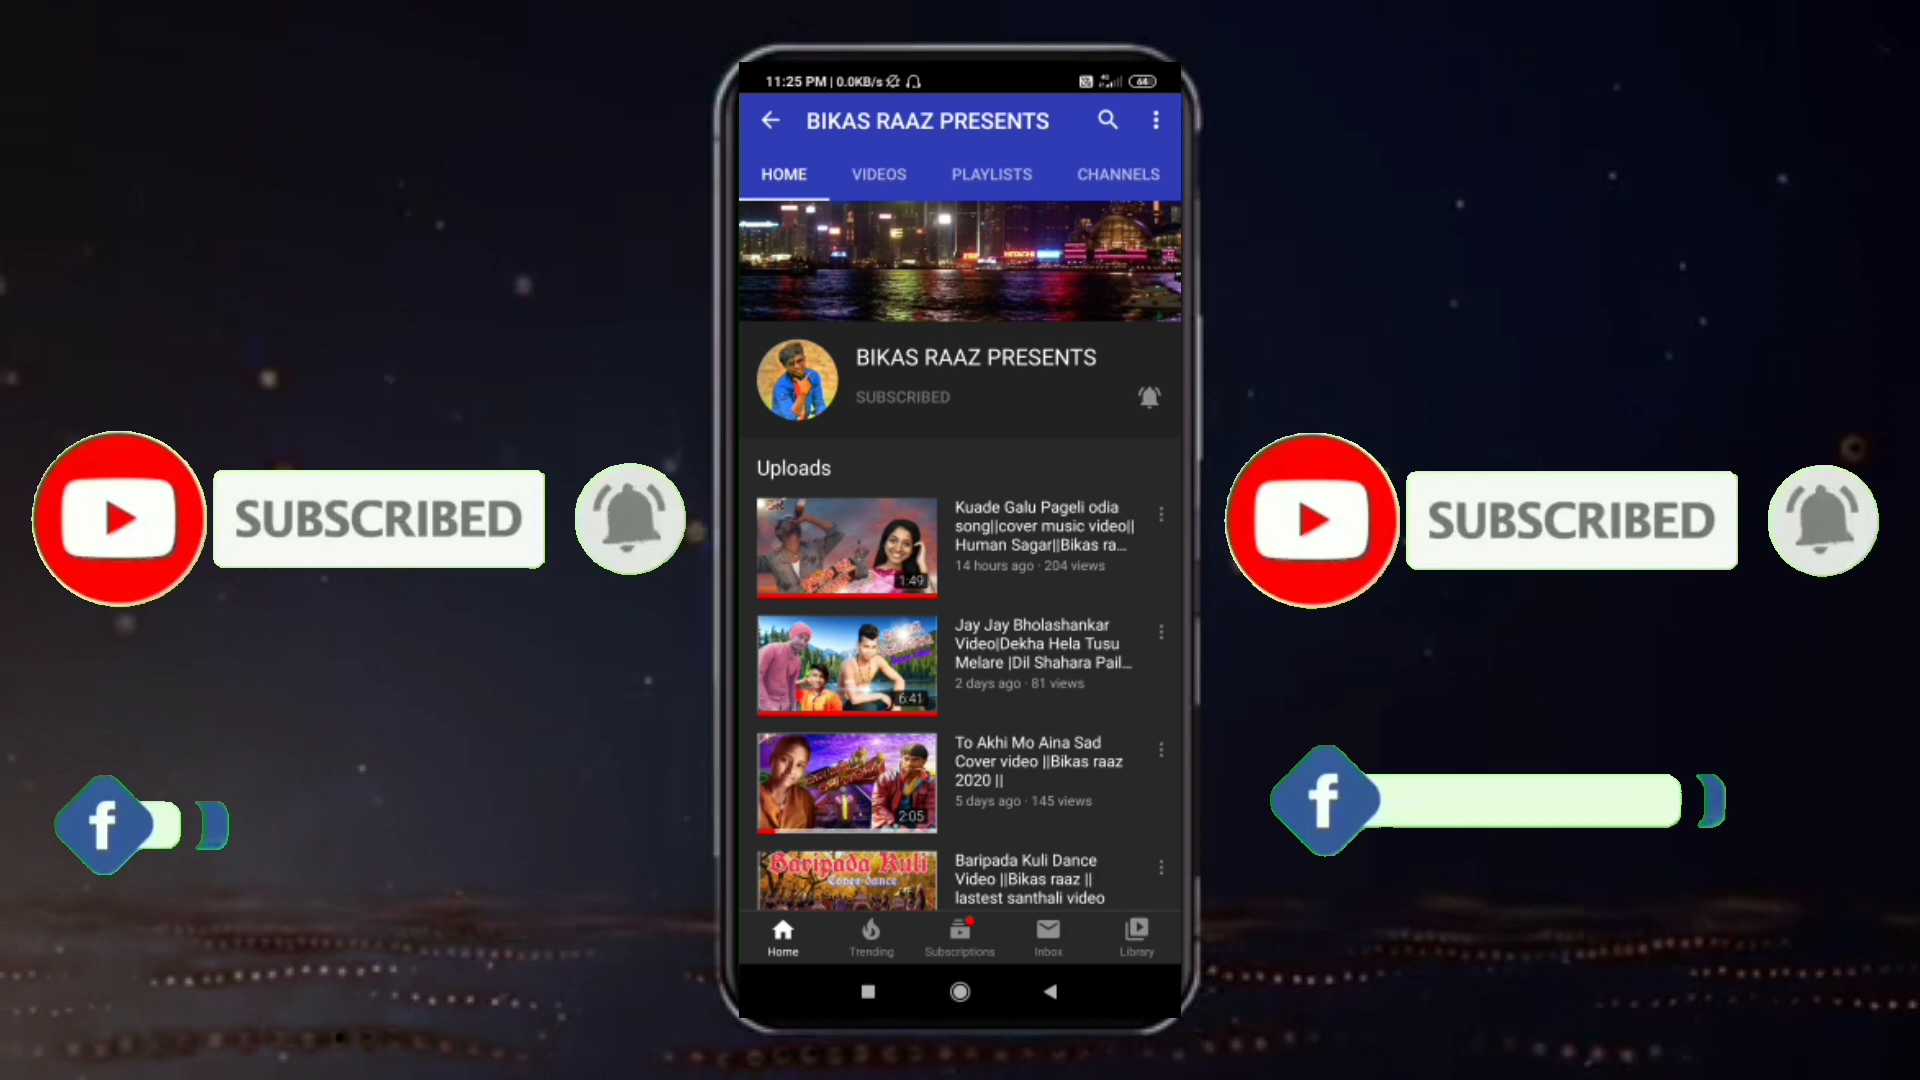 11:25 PM | 0.0KB/s
64
BIKAS RAAZ PRESENTS
HOME VIDEOS PLAYLISTS CHANNELS
HITACHI
BIKAS RAAZ PRESENTS
SUBSCRIBED
Uploads
Kuade Galu Pageli odia
song||cover music video||
Human Sagar||Bikas ra...
14 hours ago · 204 views
1:49
Jay Jay Bholashankar
Video|Dekha Hela Tusu
Melare |Dil Shahara Pail...
2 days ago · 81 views
6:41
To Akhi Mo Aina Sad
Cover video ||Bikas raaz
2020 ||
5 days ago · 145 views
2:05
Baripada Kuli
Cover dance
Baripada Kuli Dance
Video ||Bikas raaz ||
lastest santhali video
Home Trending Subscriptions Inbox Library
SUBSCRIBED
SUBSCRIBED
f
f